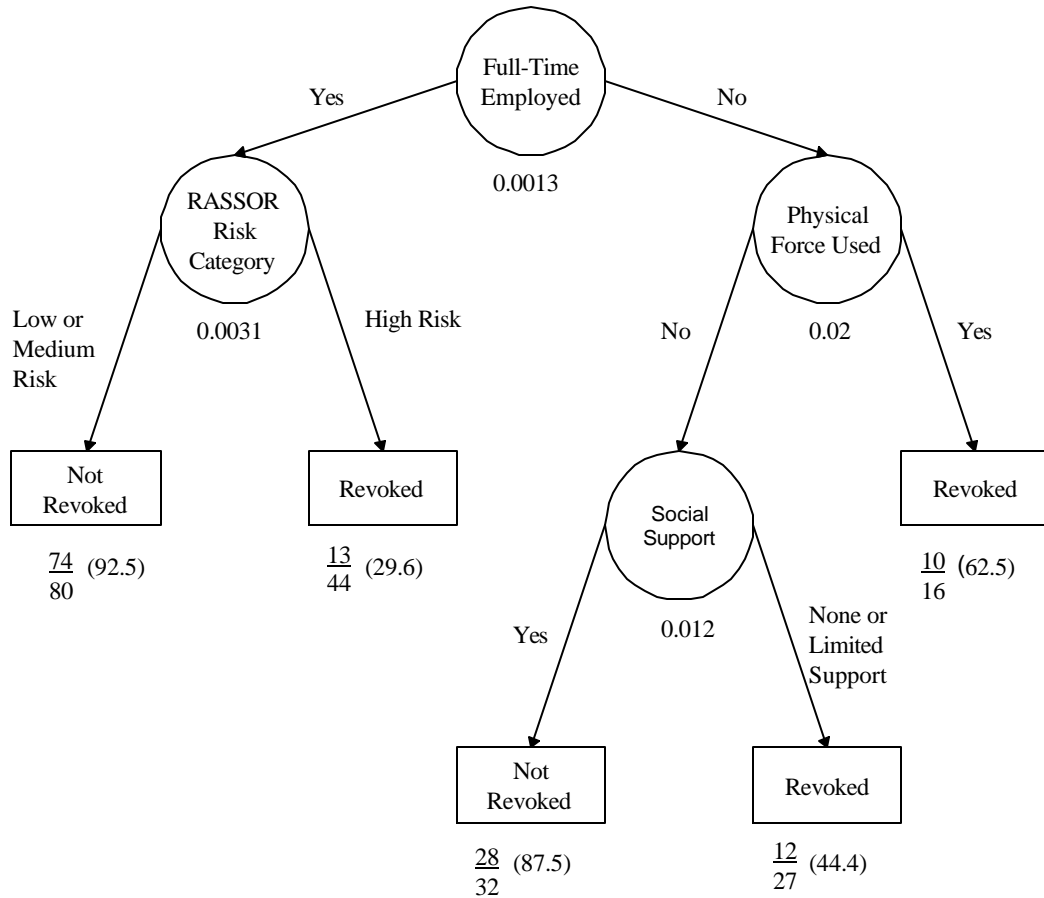 Full-Time
Employed
Yes
No
0.0013
RASSOR
Risk
Category
Physical
Force Used
Low or
Medium
Risk
0.0031
High Risk
No
0.02
Yes
Not
Revoked
Revoked
Social
Support
Revoked
74
80
(92.5)
13
44
(29.6)
10
16
(62.5)
Yes
0.012
None or
Limited
Support
Not
Revoked
Revoked
28
32
(87.5)
12
27
(44.4)